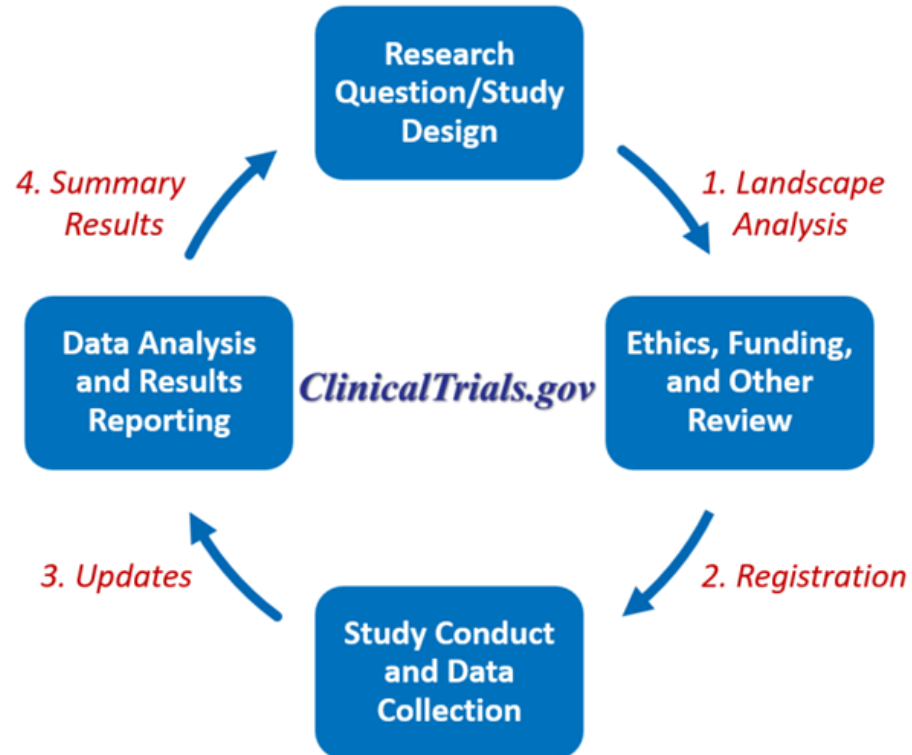 Research
Question/Study
Design
1. Landscape
Analysis
Ethics, Funding,
and Other
Review
2. Registration
Study Conduct
and Data
Collection
3. Updates
Data Analysis
and Results
Reporting
4. Summary
Results
ClinicalTrials.gov